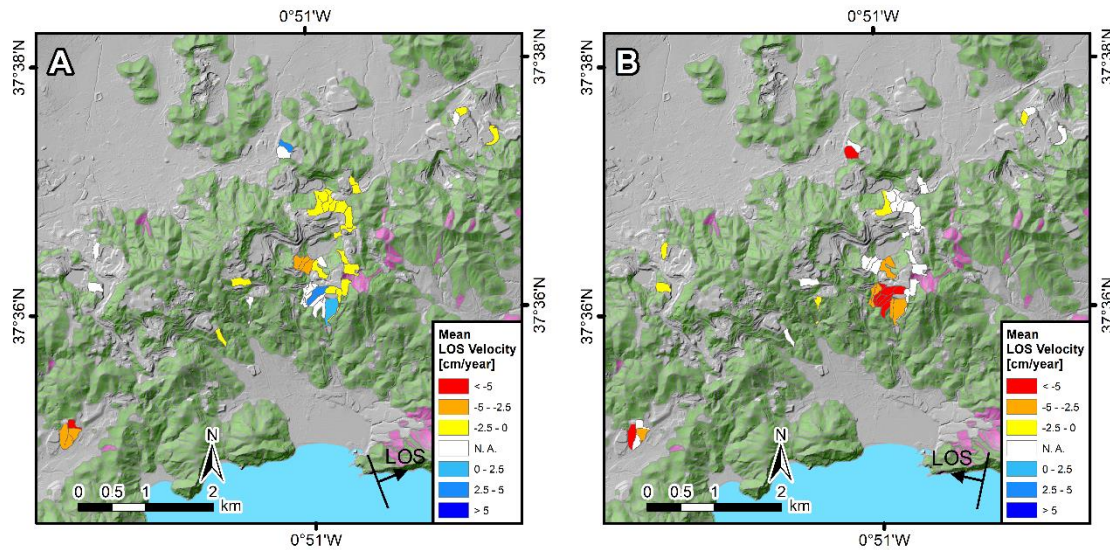 0°51'W
A
37°38'N
37°38'N
37°36'N
37°36'N
Mean
LOS Velocity
[cm/year]
< -5
-5 - -2.5
-2.5 - 0
N. A.
0 - 2.5
2.5 - 5
> 5
N
LOS
0 0.5 1 2
km
0°51'W
0°51'W
B
37°38'N
37°38'N
37°36'N
37°36'N
Mean
LOS Velocity
[cm/year]
< -5
-5 - -2.5
-2.5 - 0
N. A.
0 - 2.5
2.5 - 5
> 5
N
LOS
0 0.5 1 2
km
0°51'W